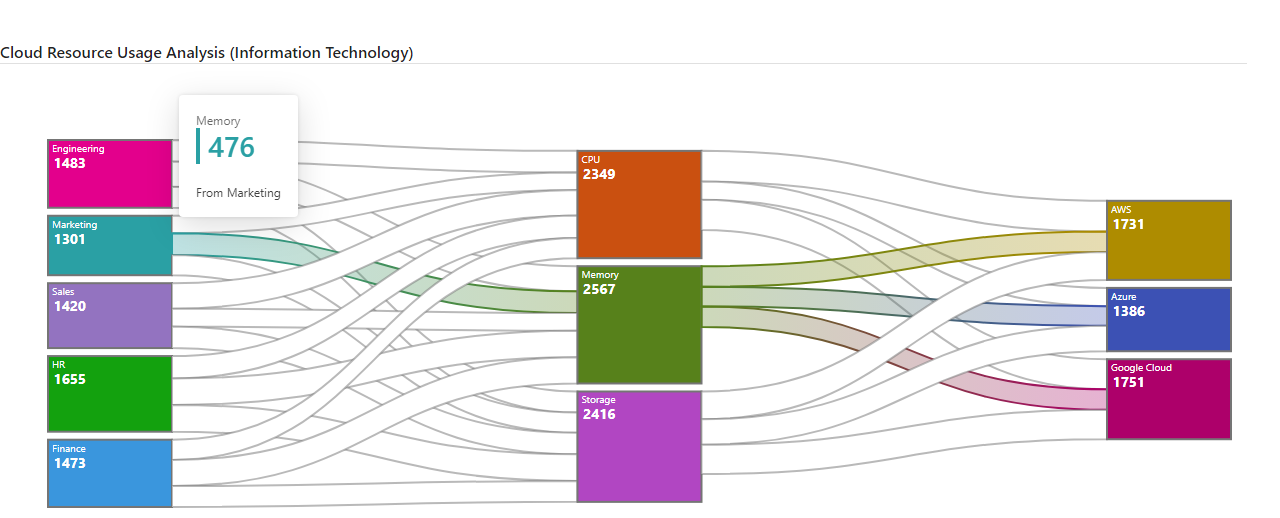 Cloud Resource Usage Analysis (Information Technology)
Memory
476
From Marketing
Engineering
1483
Marketing
1301
Sales
1420
HR
1655
Finance
1473
CPU
2349
Memory
2567
Storage
2416
AWS
1731
Azure
1386
Google Cloud
1751